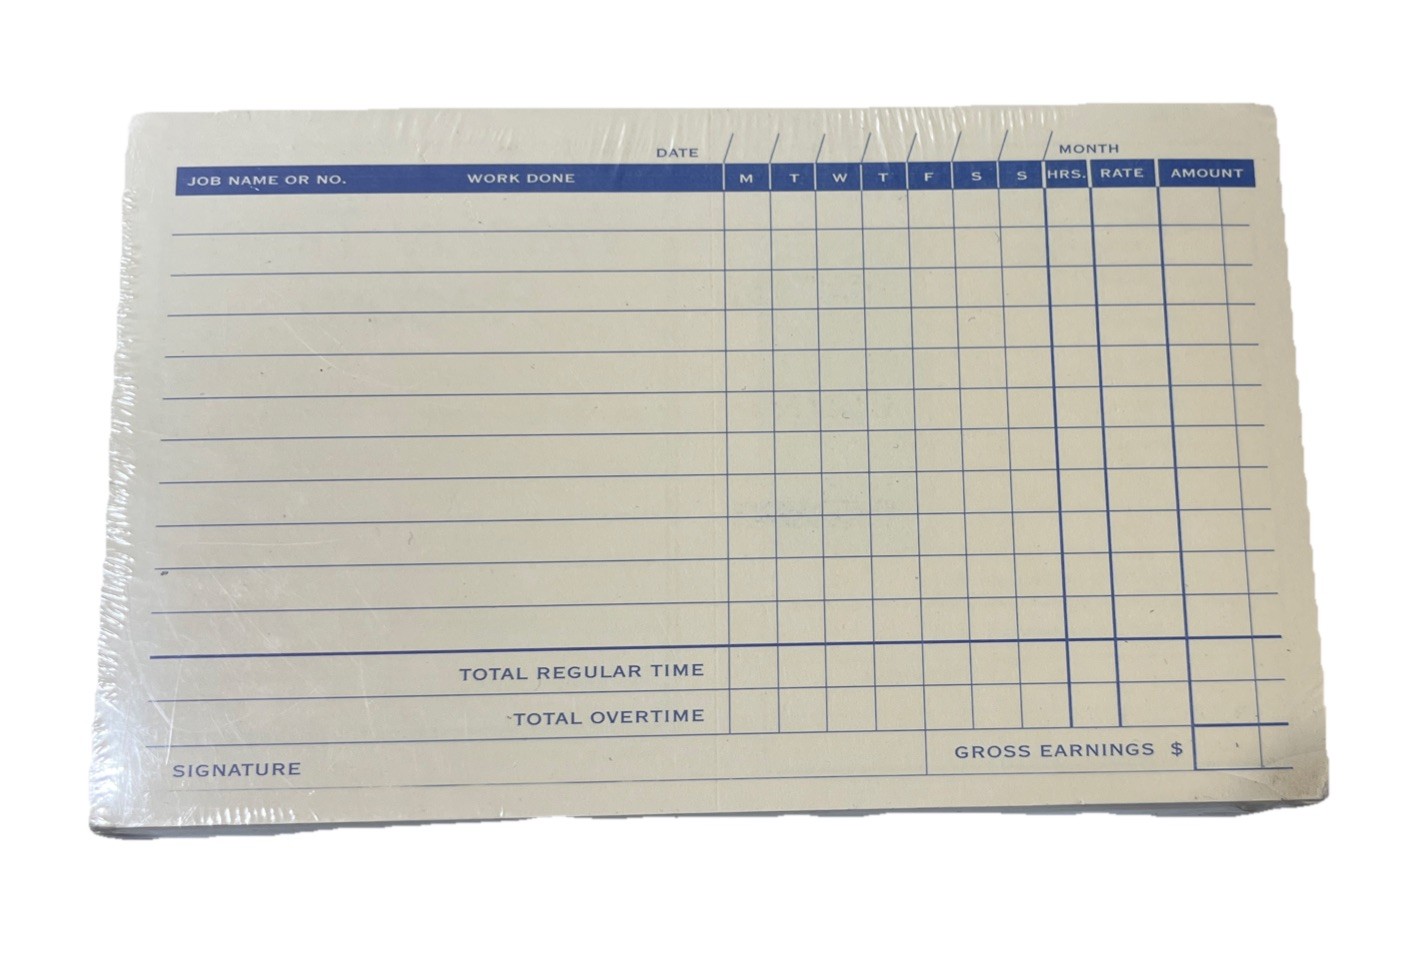 DATE / / / / / / / / MONTH
JOB NAME OR NO. WORK DONE M T W T F S S HRS. RATE AMOUNT
TOTAL REGULAR TIME
TOTAL OVERTIME
SIGNATURE GROSS EARNINGS $